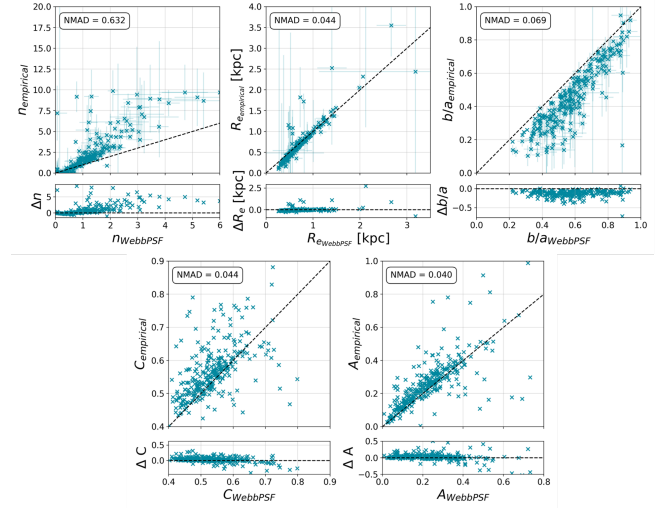 NMAD = 0.632
n_empirical
20.0
17.5
15.0
12.5
10.0
7.5
5.0
2.5
0.0
Δn
5
0
0 1 2 3 4 5 6
n_WebbPSF
NMAD = 0.044
R_e_empirical [kpc]
3.5
3.0
2.5
2.0
1.5
1.0
0.5
0.0
ΔR_e [kpc]
2.5
0.0
0 1 2 3
R_e_WebbPSF [kpc]
NMAD = 0.069
b/a_empirical
1.0
0.8
0.6
0.4
0.2
0.0
Δb/a
0.0
−0.5
0.0 0.2 0.4 0.6 0.8 1.0
b/a_WebbPSF
NMAD = 0.044
C_empirical
0.9
0.8
0.7
0.6
0.5
0.4
Δ C
0.5
0.0
0.4 0.5 0.6 0.7 0.8 0.9
C_WebbPSF
NMAD = 0.040
A_empirical
1.0
0.8
0.6
0.4
0.2
0.0
Δ A
0.5
0.0
−0.5
0.0 0.2 0.4 0.6 0.8
A_WebbPSF